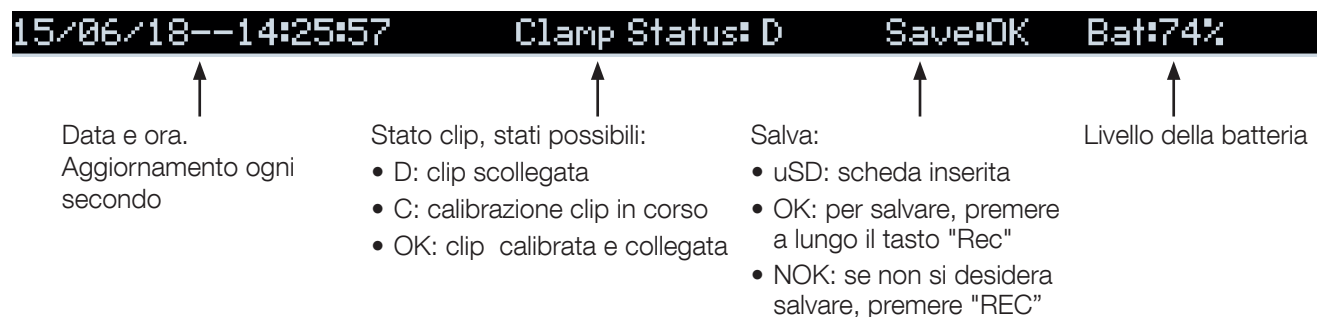 15/06/18--14:25:57 Clamp Status: D Save:OK Bat:74%
Data e ora.
Aggiornamento ogni
secondo
Stato clip, stati possibili:
• D: clip scollegata
• C: calibrazione clip in corso
• OK: clip calibrata e collegata
Salva:
• uSD: scheda inserita
• OK: per salvare, premere
a lungo il tasto "Rec"
• NOK: se non si desidera
salvare, premere "REC”
Livello della batteria